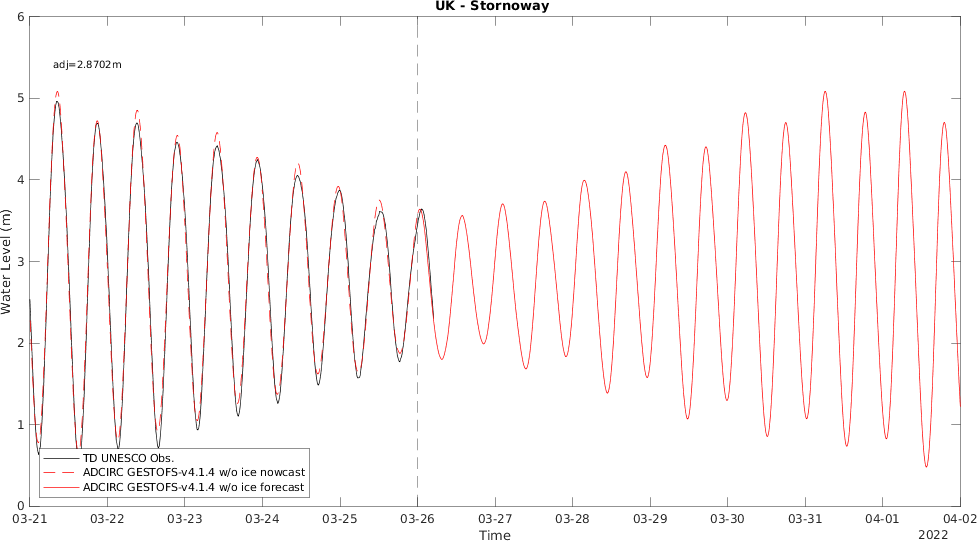 UK - Stornoway
adj=2.8702m
Water Level (m)
6
5
4
3
2
1
0
TD UNESCO Obs.
ADCIRC GESTOFS-v4.1.4 w/o ice nowcast
ADCIRC GESTOFS-v4.1.4 w/o ice forecast
03-21 03-22 03-23 03-24 03-25 03-26 03-27 03-28 03-29 03-30 03-31 04-01 04-02
Time
2022